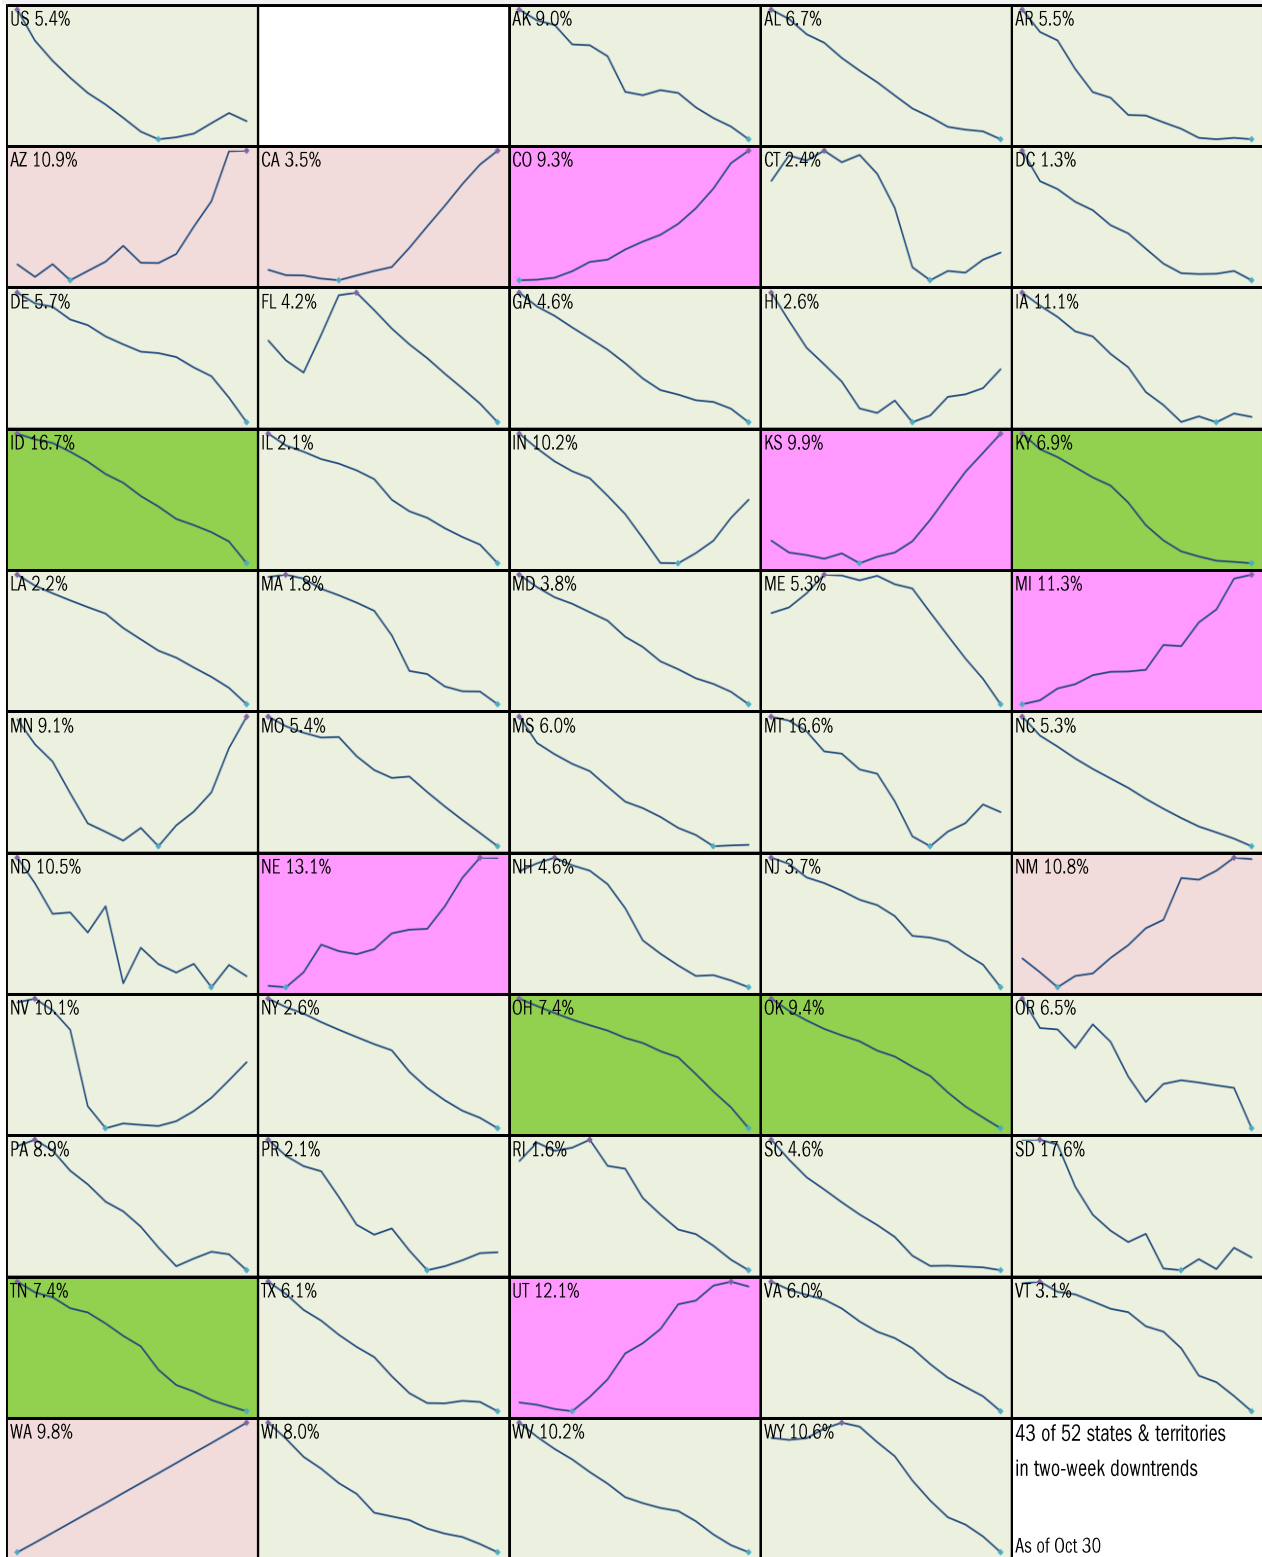 US 5.4%
AK 9.0%
AL 6.7%
AR 5.5%
AZ 10.9%
CA 3.5%
CO 9.3%
CT 2.4%
DC 1.3%
DE 5.7%
FL 4.2%
GA 4.6%
HI 2.6%
IA 11.1%
ID 16.7%
IL 2.1%
IN 10.2%
KS 9.9%
KY 6.9%
LA 2.2%
MA 1.8%
MD 3.8%
ME 5.3%
MI 11.3%
MN 9.1%
MO 5.4%
MS 6.0%
MT 16.6%
NC 5.3%
ND 10.5%
NE 13.1%
NH 4.6%
NJ 3.7%
NM 10.8%
NV 10.1%
NY 2.6%
OH 7.4%
OK 9.4%
OR 6.5%
PA 8.9%
PR 2.1%
RI 1.6%
SC 4.6%
SD 17.6%
TN 7.4%
TX 6.1%
UT 12.1%
VA 6.0%
VT 3.1%
WA 9.8%
WI 8.0%
WV 10.2%
WY 10.6%
43 of 52 states & territories
in two-week downtrends
As of Oct 30